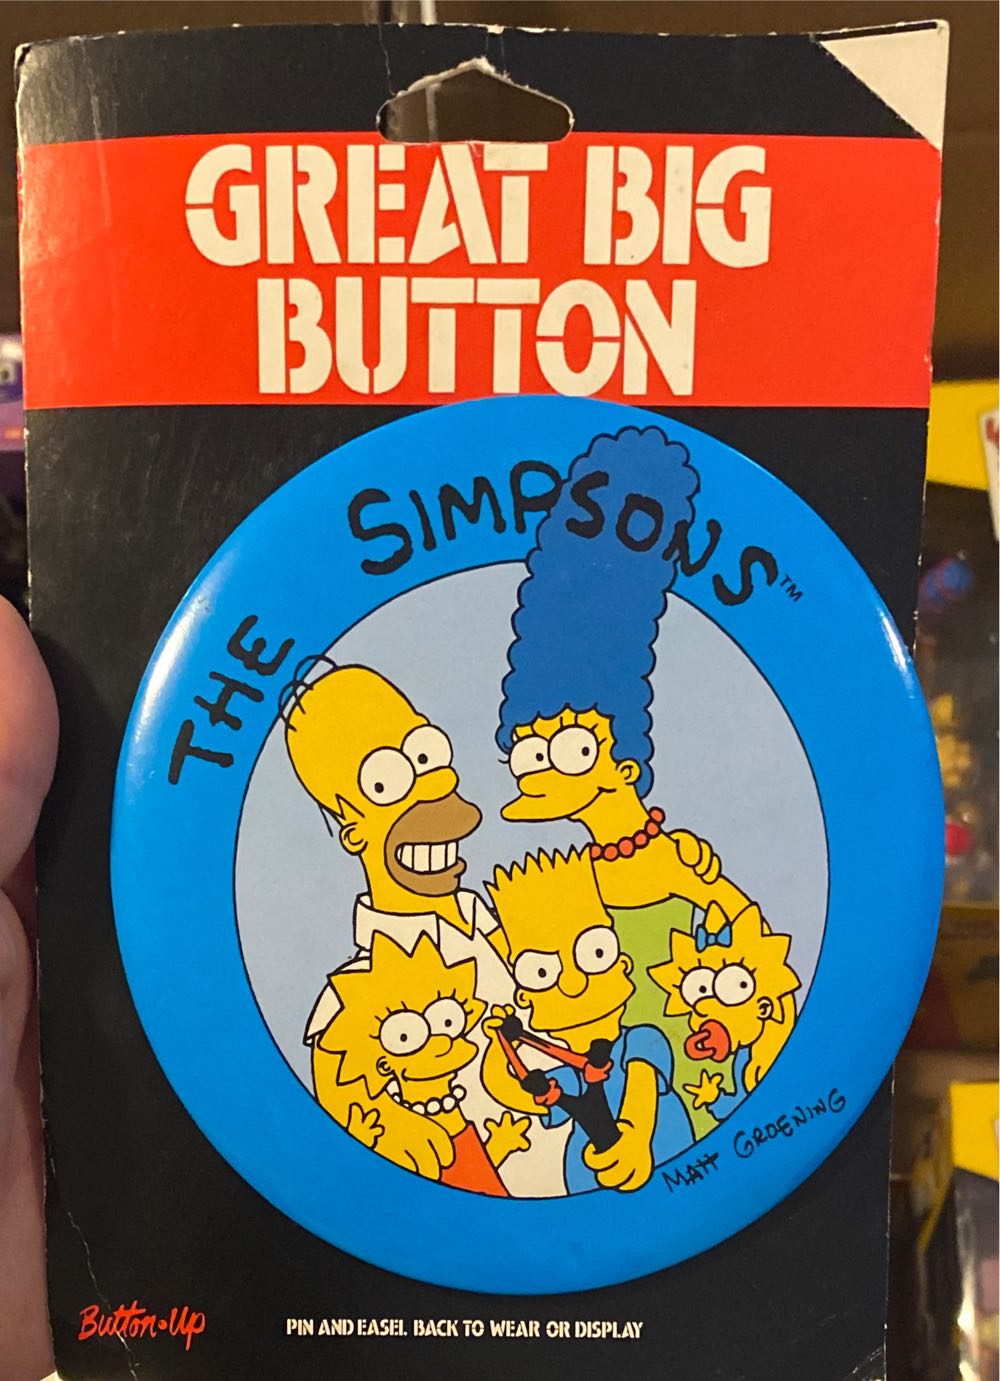 GREAT BIG
BUTTON
THE SIMPSONS™
MATT GROENING
Button•Up
PIN AND EASEL BACK TO WEAR OR DISPLAY